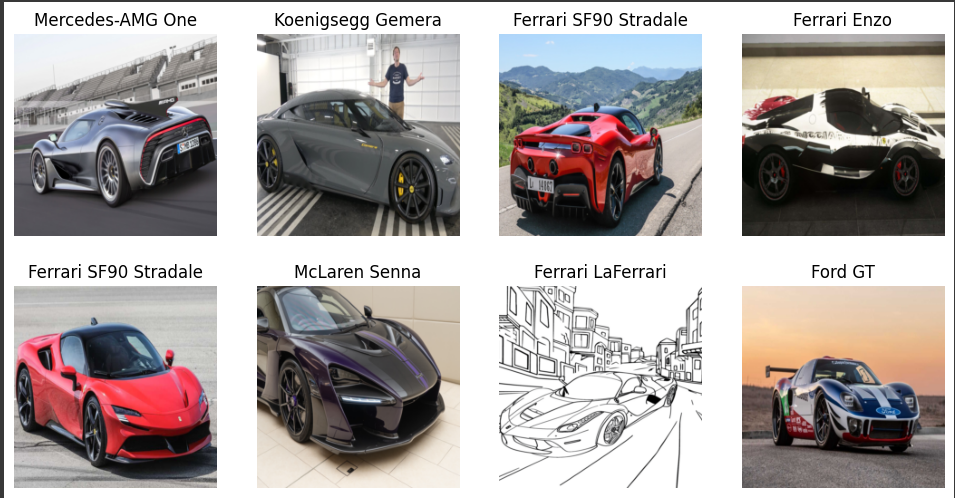 Mercedes-AMG One
Koenigsegg Gemera
Ferrari SF90 Stradale
Ferrari Enzo
Ferrari SF90 Stradale
McLaren Senna
Ferrari LaFerrari
Ford GT
Ford